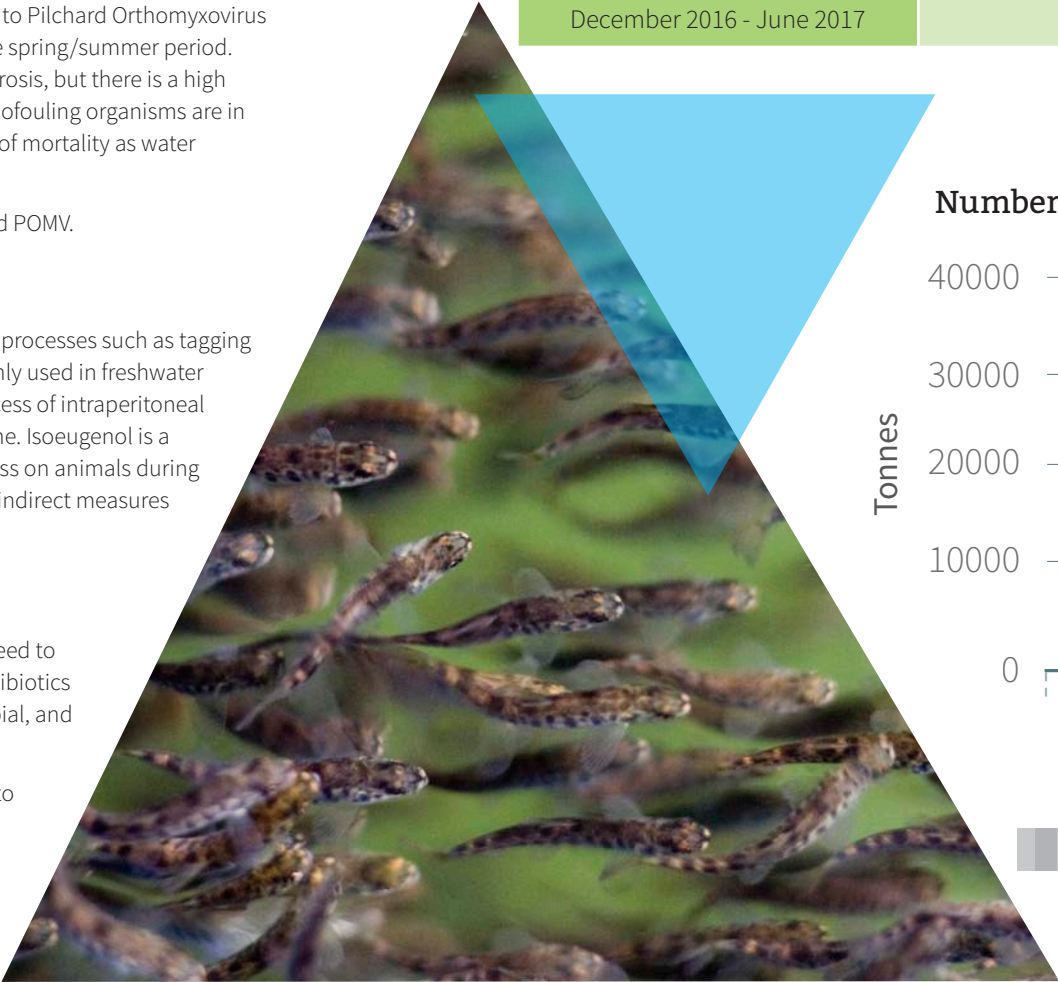 to Pilchard Orthomyxovirus
spring/summer period.
rosis, but there is a high
ofouling organisms are in
of mortality as water
d POMV.
processes such as tagging
nly used in freshwater
cess of intraperitoneal
ne. Isoeugenol is a
ss on animals during
indirect measures
eed to
ibiotics
ial, and
to
December 2016 - June 2017
Number
Tonnes
40000
30000
20000
10000
0